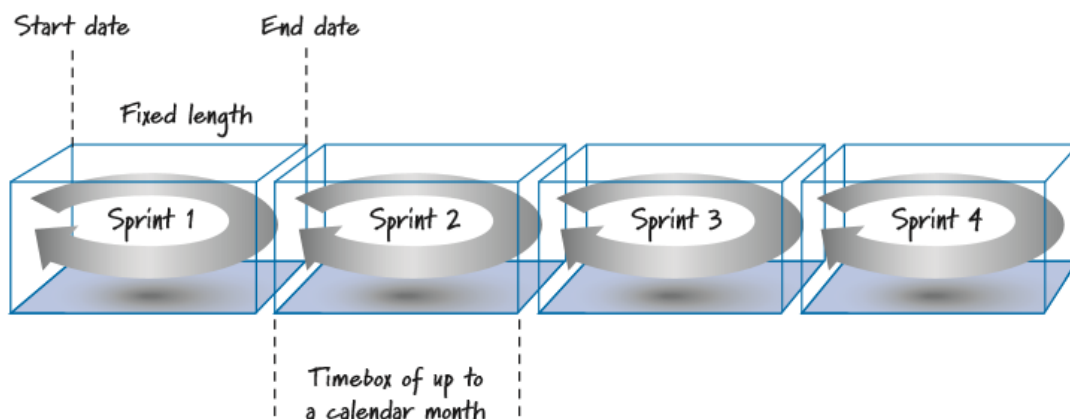 Start date
End date
Fixed length
Sprint 1
Sprint 2
Sprint 3
Sprint 4
Timebox of up to
a calendar month